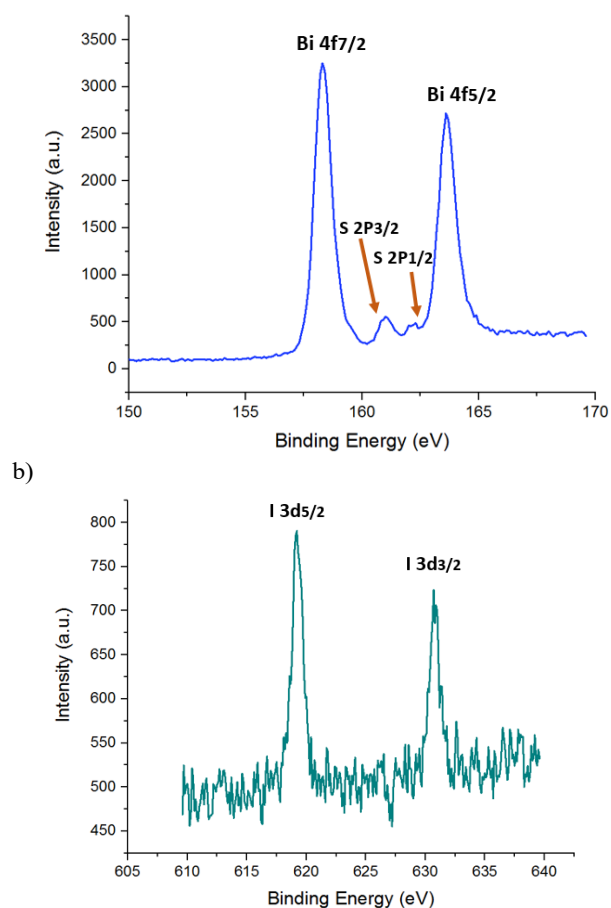 Bi 4f7/2
Bi 4f5/2
S 2P3/2
S 2P1/2
Intensity (a.u.)
3500
3000
2500
2000
1500
1000
500
0
150
155
160
165
170
Binding Energy (eV)
b)
I 3d5/2
I 3d3/2
Intensity (a.u.)
800
750
700
650
600
550
500
450
605
610
615
620
625
630
635
640
Binding Energy (eV)